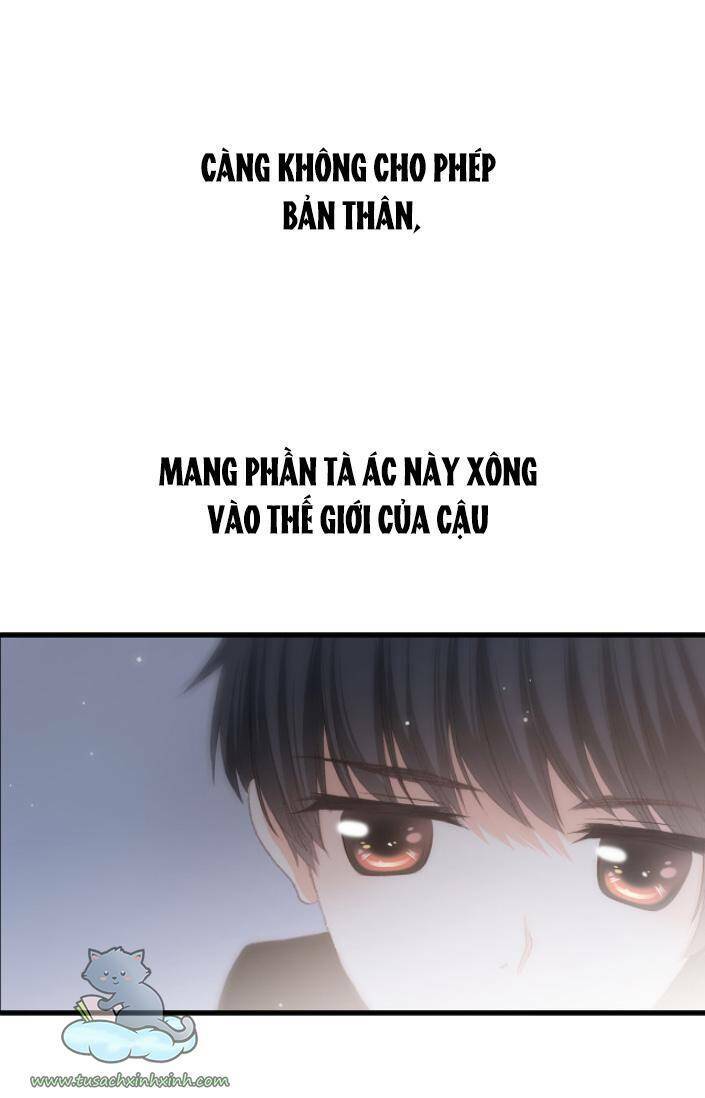 CÀNG KHÔNG CHO PHÉP
BẢN THÂN,
MANG PHẦN TÀ ÁC NÀY XÔNG
VÀO THẾ GIỚI CỦA CẬU
www.tusachxinhxinh.com